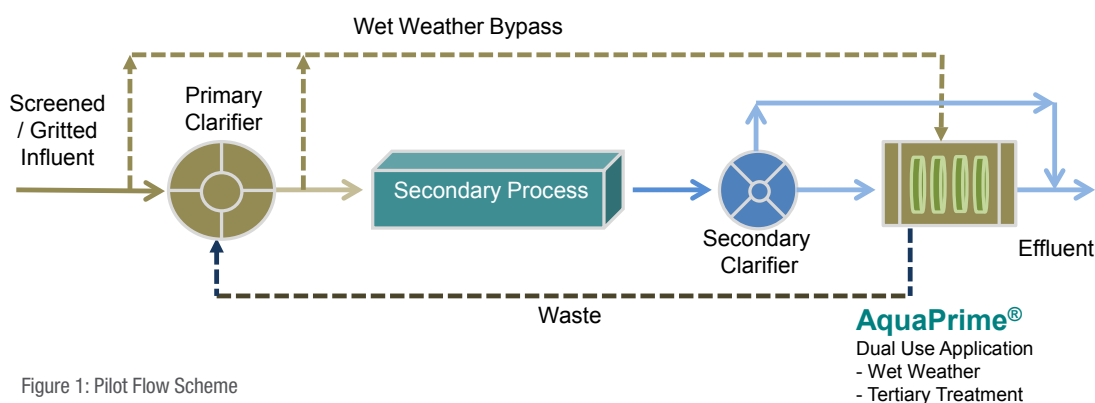 Wet Weather Bypass
Screened
/ Gritted
Influent
Primary
Clarifier
Secondary Process
Secondary
Clarifier
Effluent
Waste
AquaPrime®
Dual Use Application
- Wet Weather
- Tertiary Treatment
Figure 1: Pilot Flow Scheme